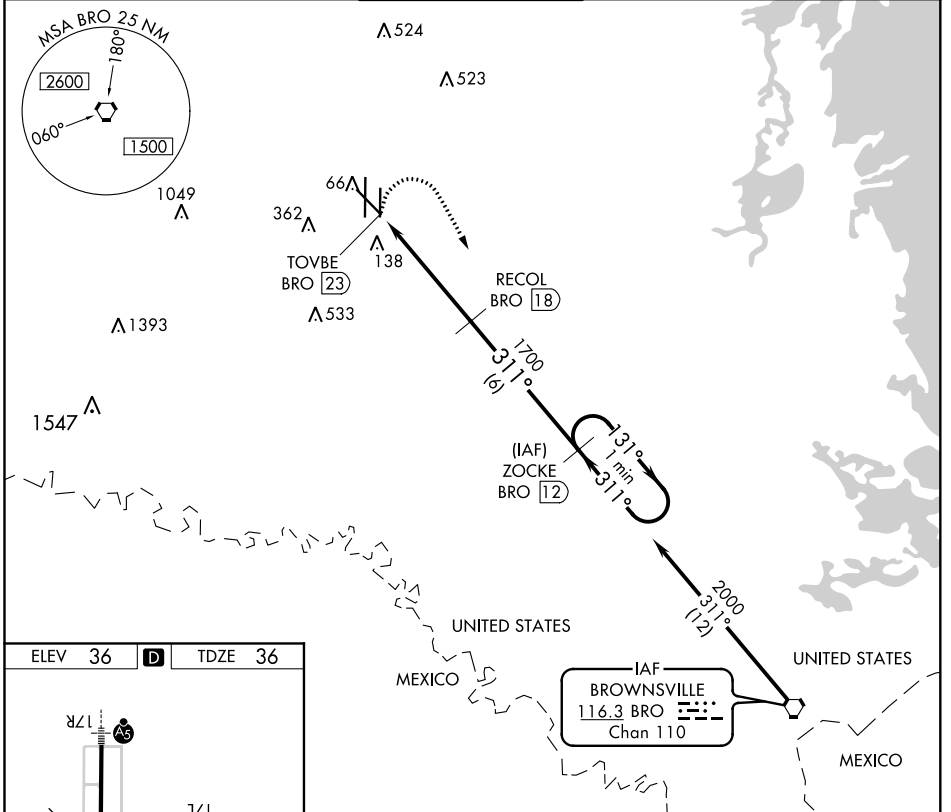 MSA BRO 25 NM
180°
2600
060°
1500
524
523
1049
66
362
138
TOVBE
BRO 23
RECOL
BRO 18
533
1393
1700
311°
(6)
1547
(IAF)
ZOCKE
BRO 12
131°
1 min
311°
2000
311°
(12)
UNITED STATES
MEXICO
UNITED STATES
MEXICO
IAF
BROWNSVILLE
116.3 BRO
Chan 110
ELEV 36 D TDZE 36
17R
A5